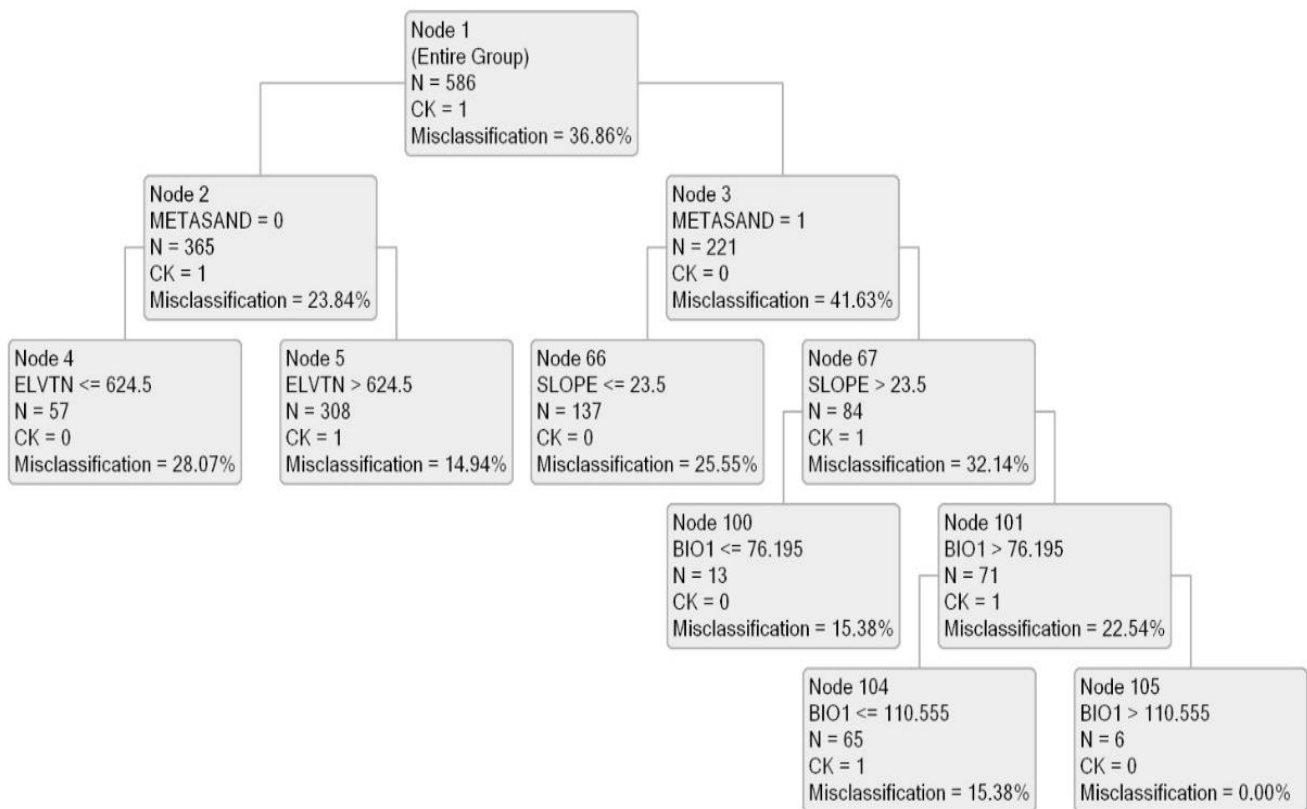 Node 1
(Entire Group)
N = 586
CK = 1
Misclassification = 36.86%
Node 2
METASAND = 0
N = 365
CK = 1
Misclassification = 23.84%
Node 3
METASAND = 1
N = 221
CK = 0
Misclassification = 41.63%
Node 4
ELVTN <= 624.5
N = 57
CK = 0
Misclassification = 28.07%
Node 5
ELVTN > 624.5
N = 308
CK = 1
Misclassification = 14.94%
Node 66
SLOPE <= 23.5
N = 137
CK = 0
Misclassification = 25.55%
Node 67
SLOPE > 23.5
N = 84
CK = 1
Misclassification = 32.14%
Node 100
BIO1 <= 76.195
N = 13
CK = 0
Misclassification = 15.38%
Node 101
BIO1 > 76.195
N = 71
CK = 1
Misclassification = 22.54%
Node 104
BIO1 <= 110.555
N = 65
CK = 1
Misclassification = 15.38%
Node 105
BIO1 > 110.555
N = 6
CK = 0
Misclassification = 0.00%